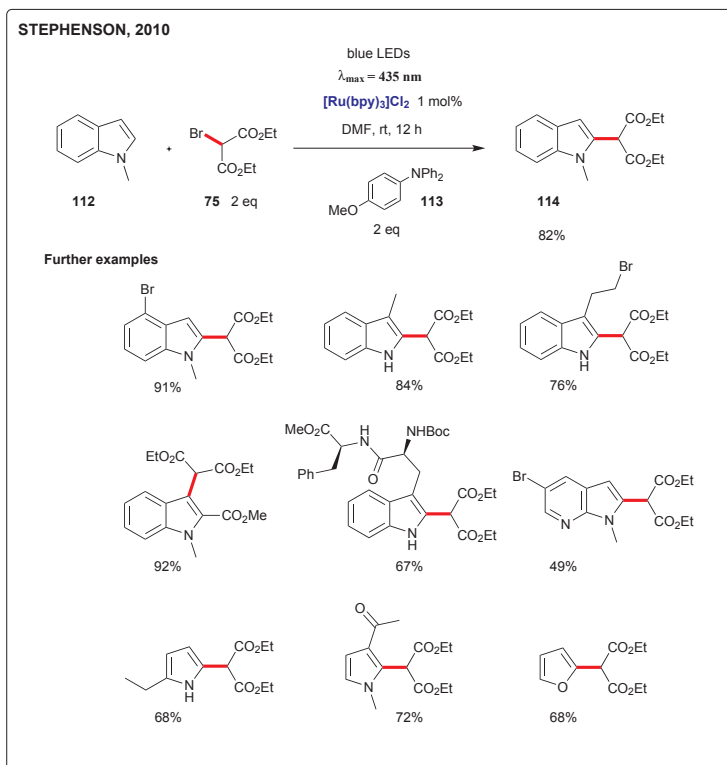 STEPHENSON, 2010
blue LEDs
λmax = 435 nm
[Ru(bpy)3]Cl2 1 mol%
DMF, rt, 12 h
N
112
+
Br
CO2Et
CO2Et
75 2 eq
NPh2
MeO
113
2 eq
N
CO2Et
CO2Et
114
82%
Further examples
Br
N
CO2Et
CO2Et
91%
N
H
CO2Et
CO2Et
84%
Br
N
H
CO2Et
CO2Et
76%
EtO2C
CO2Et
N
CO2Me
92%
MeO2C
H
N
NHBoc
O
Ph
N
H
CO2Et
CO2Et
67%
Br
N
N
CO2Et
CO2Et
49%
N
H
CO2Et
CO2Et
68%
O
N
CO2Et
CO2Et
72%
O
CO2Et
CO2Et
68%